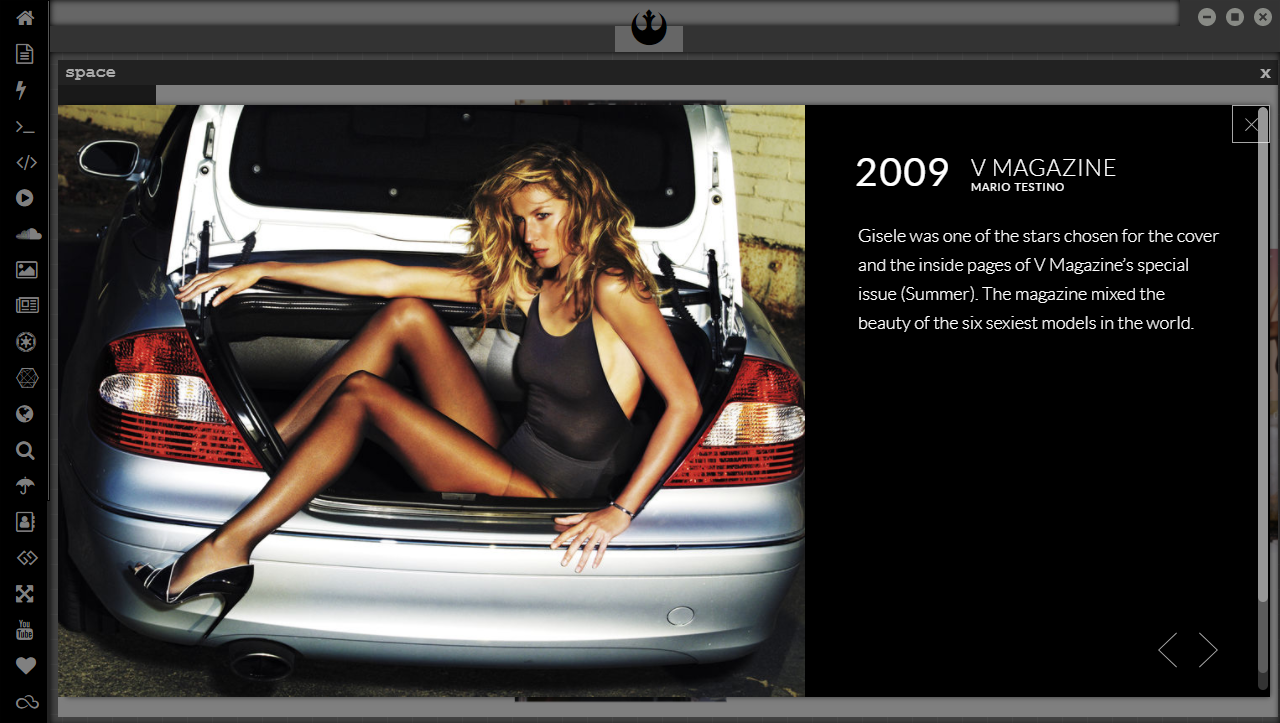 space
x
2009
V MAGAZINE
MARIO TESTINO
Gisele was one of the stars chosen for the cover
and the inside pages of V Magazine’s special
issue (Summer). The magazine mixed the
beauty of the six sexiest models in the world.
You
Tube